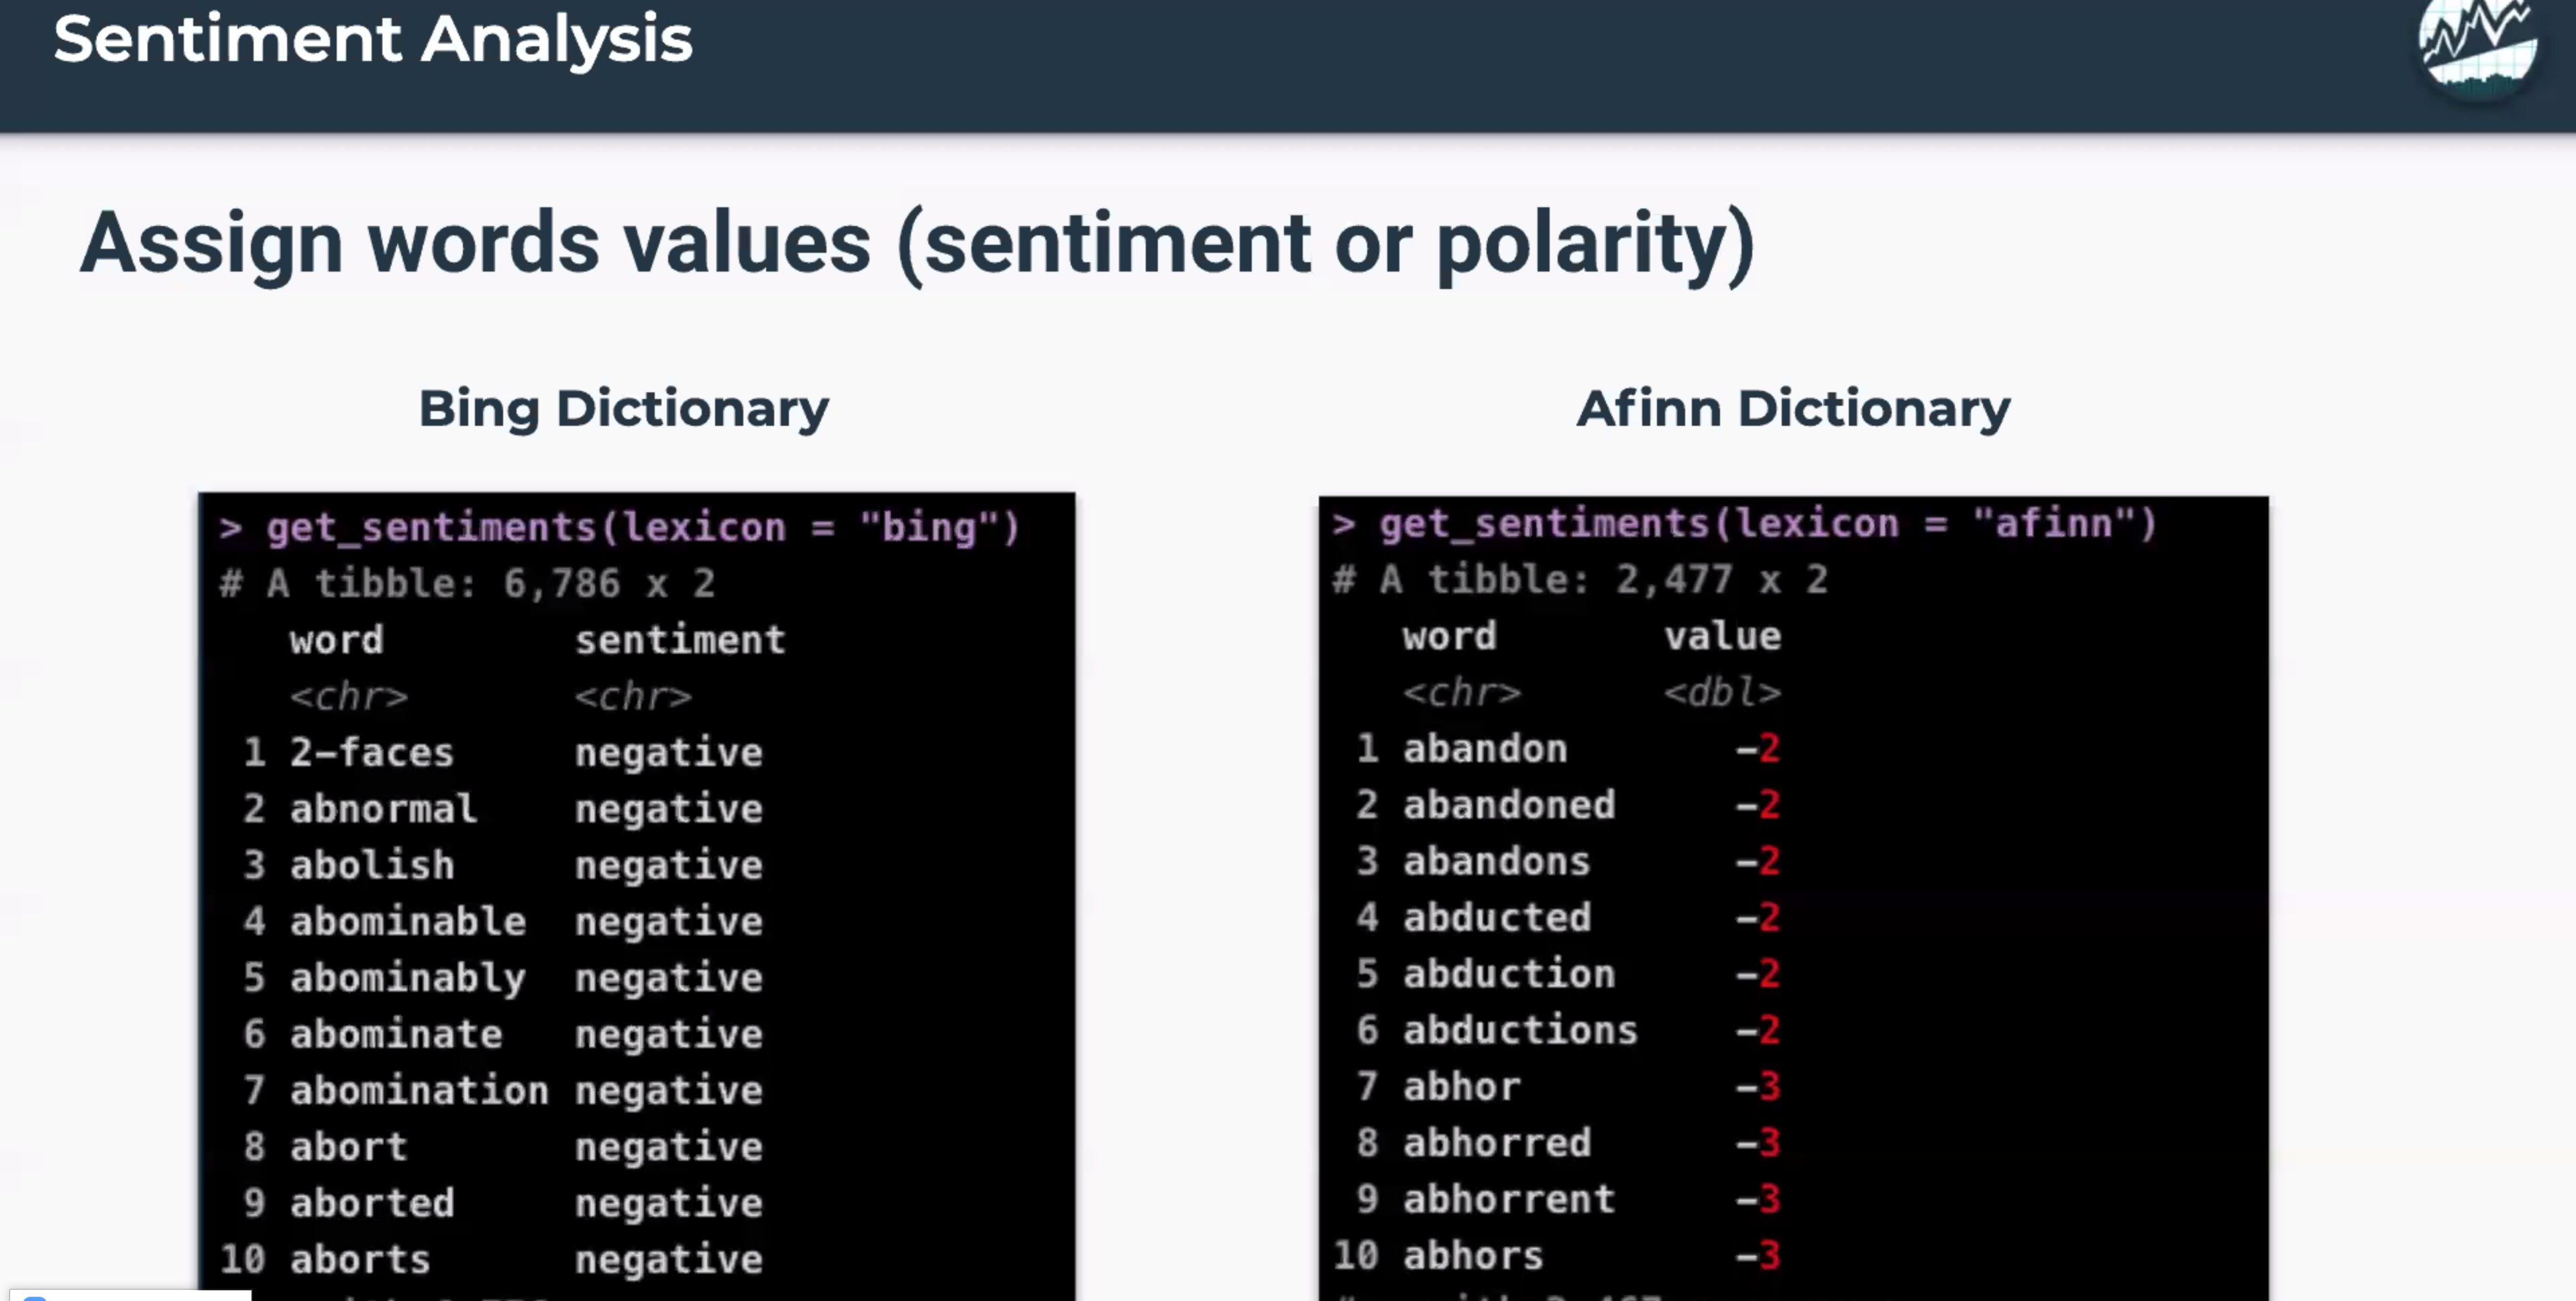 Sentiment Analysis
Assign words values (sentiment or polarity)
Bing Dictionary
> get_sentiments(lexicon = "bing")
# A tibble: 6,786 x 2
word sentiment
<chr> <chr>
1 2-faces negative
2 abnormal negative
3 abolish negative
4 abominable negative
5 abominably negative
6 abominate negative
7 abomination negative
8 abort negative
9 aborted negative
10 aborts negative
Afinn Dictionary
> get_sentiments(lexicon = "afinn")
# A tibble: 2,477 x 2
word value
<chr> <dbl>
1 abandon -2
2 abandoned -2
3 abandons -2
4 abducted -2
5 abduction -2
6 abductions -2
7 abhor -3
8 abhorred -3
9 abhorrent -3
10 abhors -3